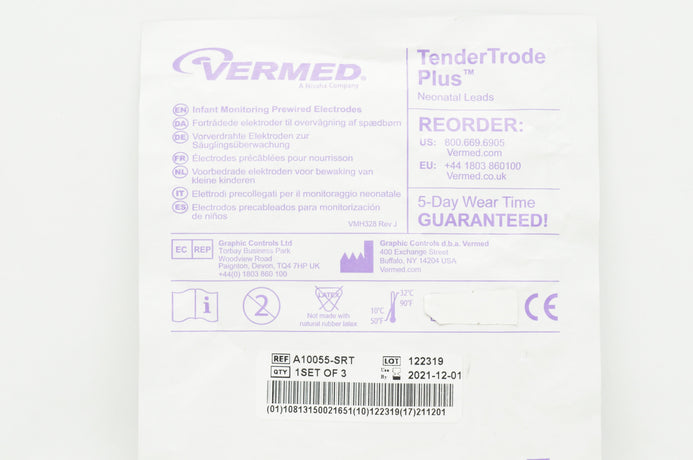 VERMED®
A Nissha Company
TenderTrode
Plus™
Neonatal Leads
EN Infant Monitoring Prewired Electrodes
DA Fortrådede elektroder til overvågning af spædbørn
DE Vorverdrahte Elektroden zur
Säuglingsüberwachung
FR Électrodes précâblées pour nourrisson
NL Voorbedrade elektroden voor bewaking van
kleine kinderen
IT Elettrodi precollegati per il monitoraggio neonatale
ES Electrodos precableados para monitorización
de niños
VMH328 Rev J
REORDER:
US: 800.669.6905
Vermed.com
EU: +44 1803 860100
Vermed.co.uk
5-Day Wear Time
GUARANTEED!
EC REP
Graphic Controls Ltd
Torbay Business Park
Woodview Road
Paignton, Devon, TQ4 7HP UK
+44(0) 1803 860 100
Graphic Controls d.b.a. Vermed
400 Exchange Street
Buffalo, NY 14204 USA
Vermed.com
i
2
LATEX
Not made with
natural rubber latex
32°C
90°F
10°C
50°F
CE
REF A10055-SRT
LOT 122319
QTY 1SET OF 3
Use
By 2021-12-01
(01)10813150021651(10)122319(17)211201